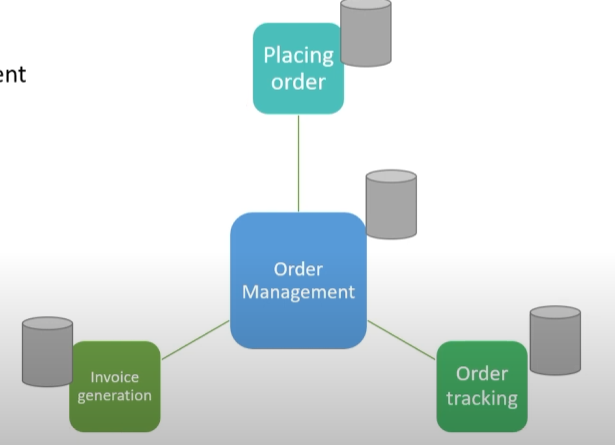 ent
Placing
order
Order
Management
Invoice
generation
Order
tracking